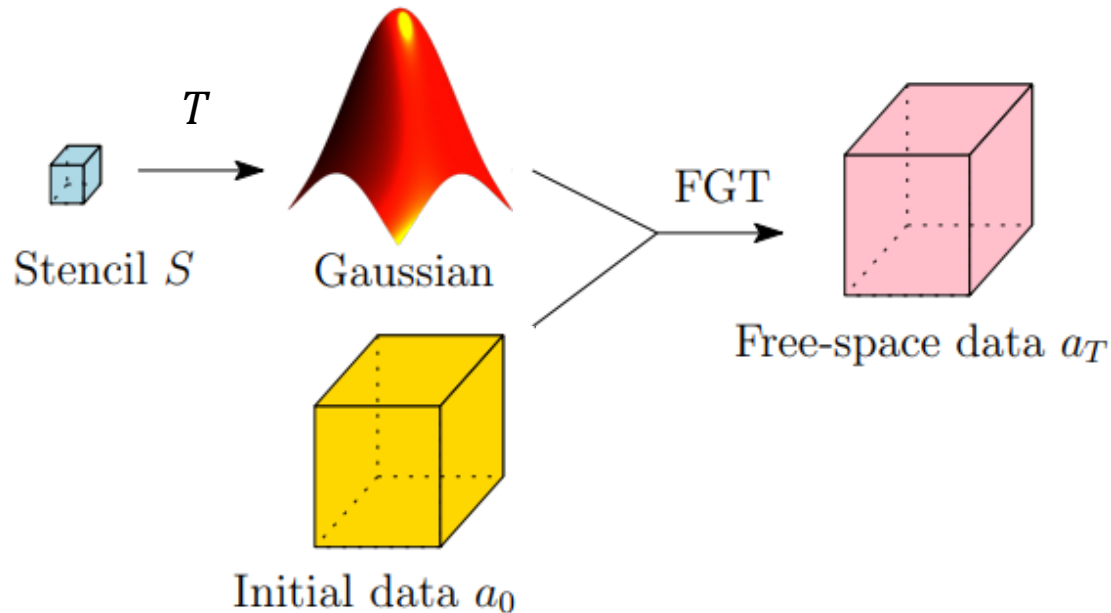 T
FGT
Stencil S
Gaussian
Free-space data a_T
Initial data a_0